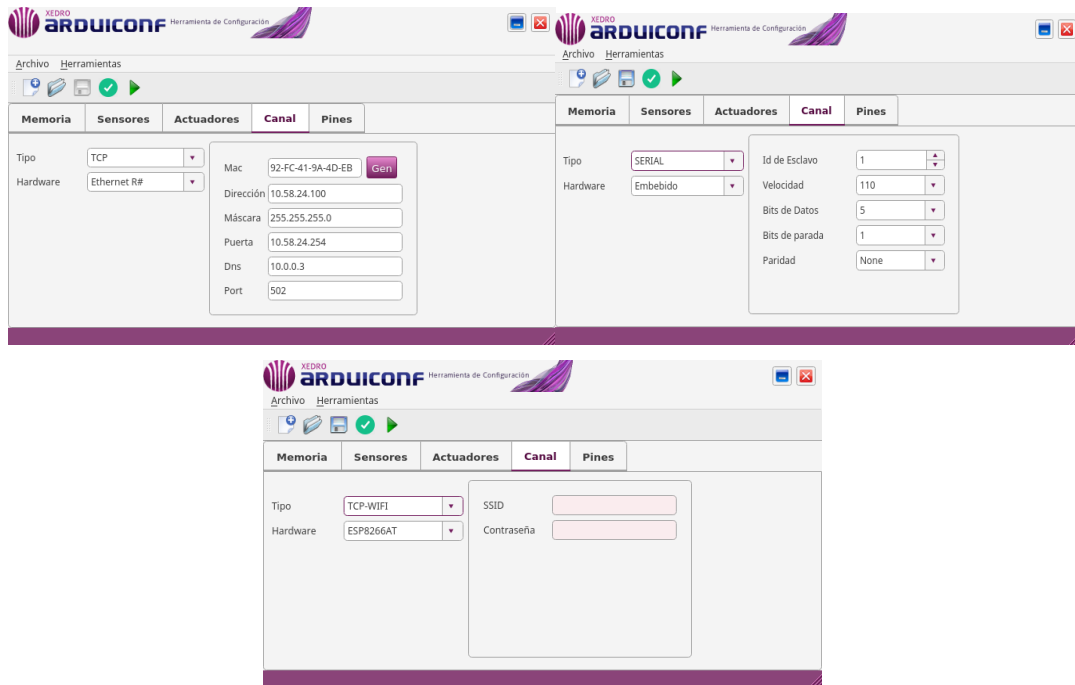 XEDRO
ARDUICONF Herramienta de Configuración
Archivo Herramientas
Memoria Sensores Actuadores Canal Pines
Tipo TCP
Hardware Ethernet R#
Mac 92-FC-41-9A-4D-EB Gen
Dirección 10.58.24.100
Máscara 255.255.255.0
Puerta 10.58.24.254
Dns 10.0.0.3
Port 502
XEDRO
ARDUICONF Herramienta de Configuración
Archivo Herramientas
Memoria Sensores Actuadores Canal Pines
Tipo SERIAL
Hardware Embebido
Id de Esclavo 1
Velocidad 110
Bits de Datos 5
Bits de parada 1
Paridad None
XEDRO
ARDUICONF Herramienta de Configuración
Archivo Herramientas
Memoria Sensores Actuadores Canal Pines
Tipo TCP-WIFI
Hardware ESP8266AT
SSID
Contraseña